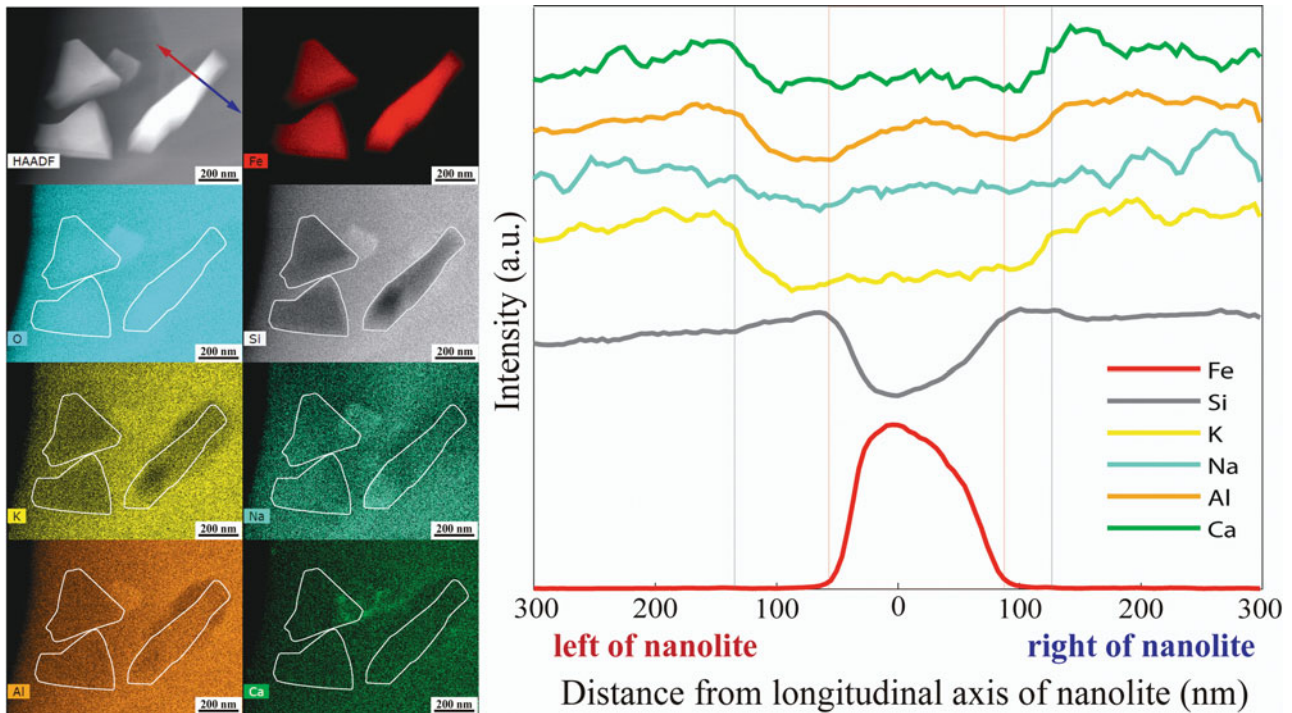 HAADF
200 nm
Fe
200 nm
O
200 nm
Si
200 nm
K
200 nm
Na
200 nm
Al
200 nm
Ca
200 nm
Intensity (a.u.)
Fe
Si
K
Na
Al
Ca
300 200 100 0 100 200 300
left of nanolite right of nanolite
Distance from longitudinal axis of nanolite (nm)